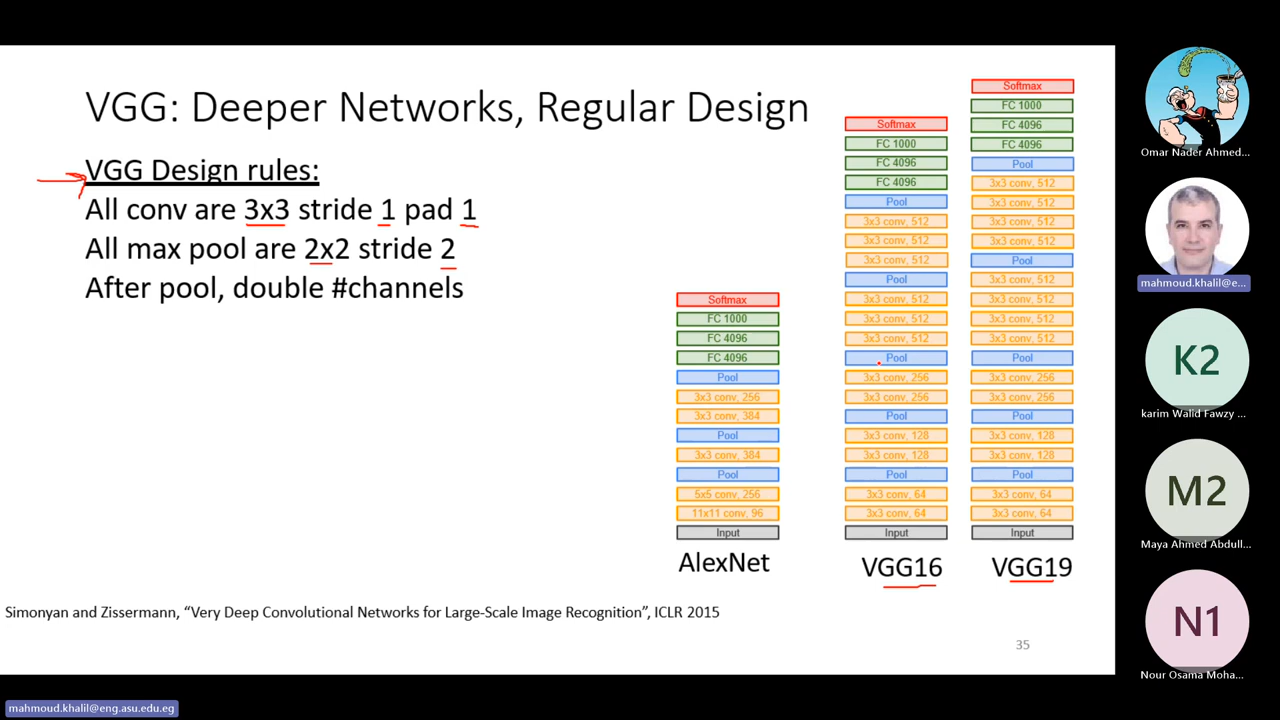 VGG: Deeper Networks, Regular Design
VGG Design rules:
All conv are 3x3 stride 1 pad 1
All max pool are 2x2 stride 2
After pool, double #channels
Softmax
FC 1000
FC 4096
FC 4096
Pool
3x3 conv, 256
3x3 conv, 384
Pool
3x3 conv, 384
Pool
5x5 conv, 256
11x11 conv, 96
Input
AlexNet
Softmax
FC 1000
FC 4096
FC 4096
Pool
3x3 conv, 512
3x3 conv, 512
3x3 conv, 512
Pool
3x3 conv, 512
3x3 conv, 512
3x3 conv, 512
Pool
3x3 conv, 256
3x3 conv, 256
Pool
3x3 conv, 128
3x3 conv, 128
Pool
3x3 conv, 64
3x3 conv, 64
Input
VGG16
Softmax
FC 1000
FC 4096
FC 4096
Pool
3x3 conv, 512
3x3 conv, 512
3x3 conv, 512
3x3 conv, 512
Pool
3x3 conv, 512
3x3 conv, 512
3x3 conv, 512
3x3 conv, 512
Pool
3x3 conv, 256
3x3 conv, 256
Pool
3x3 conv, 128
3x3 conv, 128
Pool
3x3 conv, 64
3x3 conv, 64
Input
VGG19
Simonyan and Zissermann, “Very Deep Convolutional Networks for Large-Scale Image Recognition”, ICLR 2015
35
Omar Nader Ahmed...
mahmoud.khalil@e...
K2
karim Walid Fawzy ...
M2
Maya Ahmed Abdull...
N1
Nour Osama Moha...
mahmoud.khalil@eng.asu.edu.eg